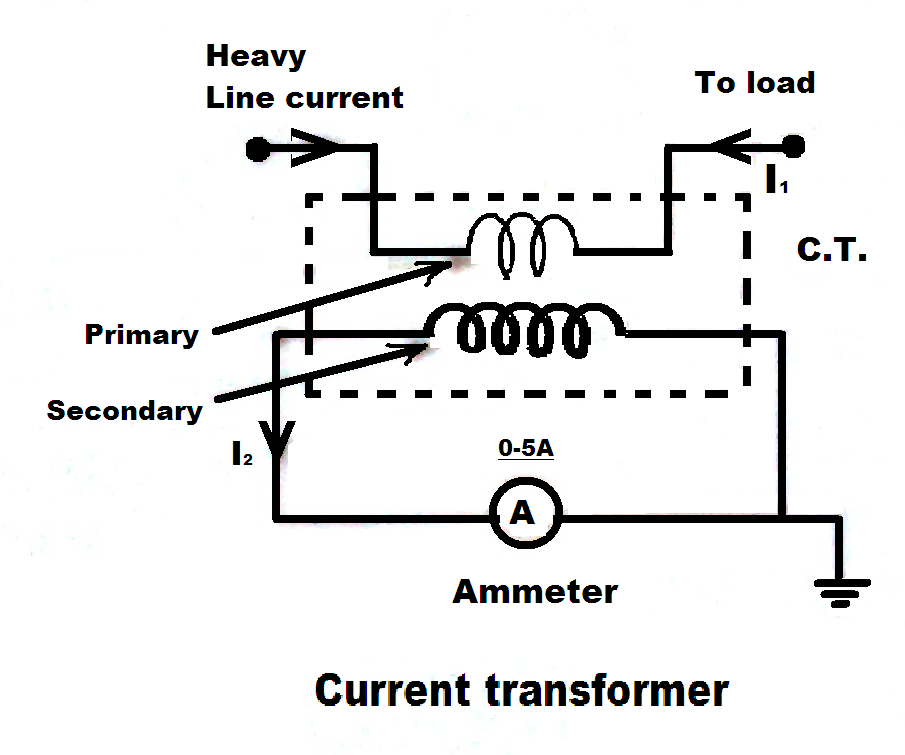 Heavy
Line current
To load
I₁
C.T.
Primary
Secondary
I₂
0-5A
A
Ammeter
Current transformer